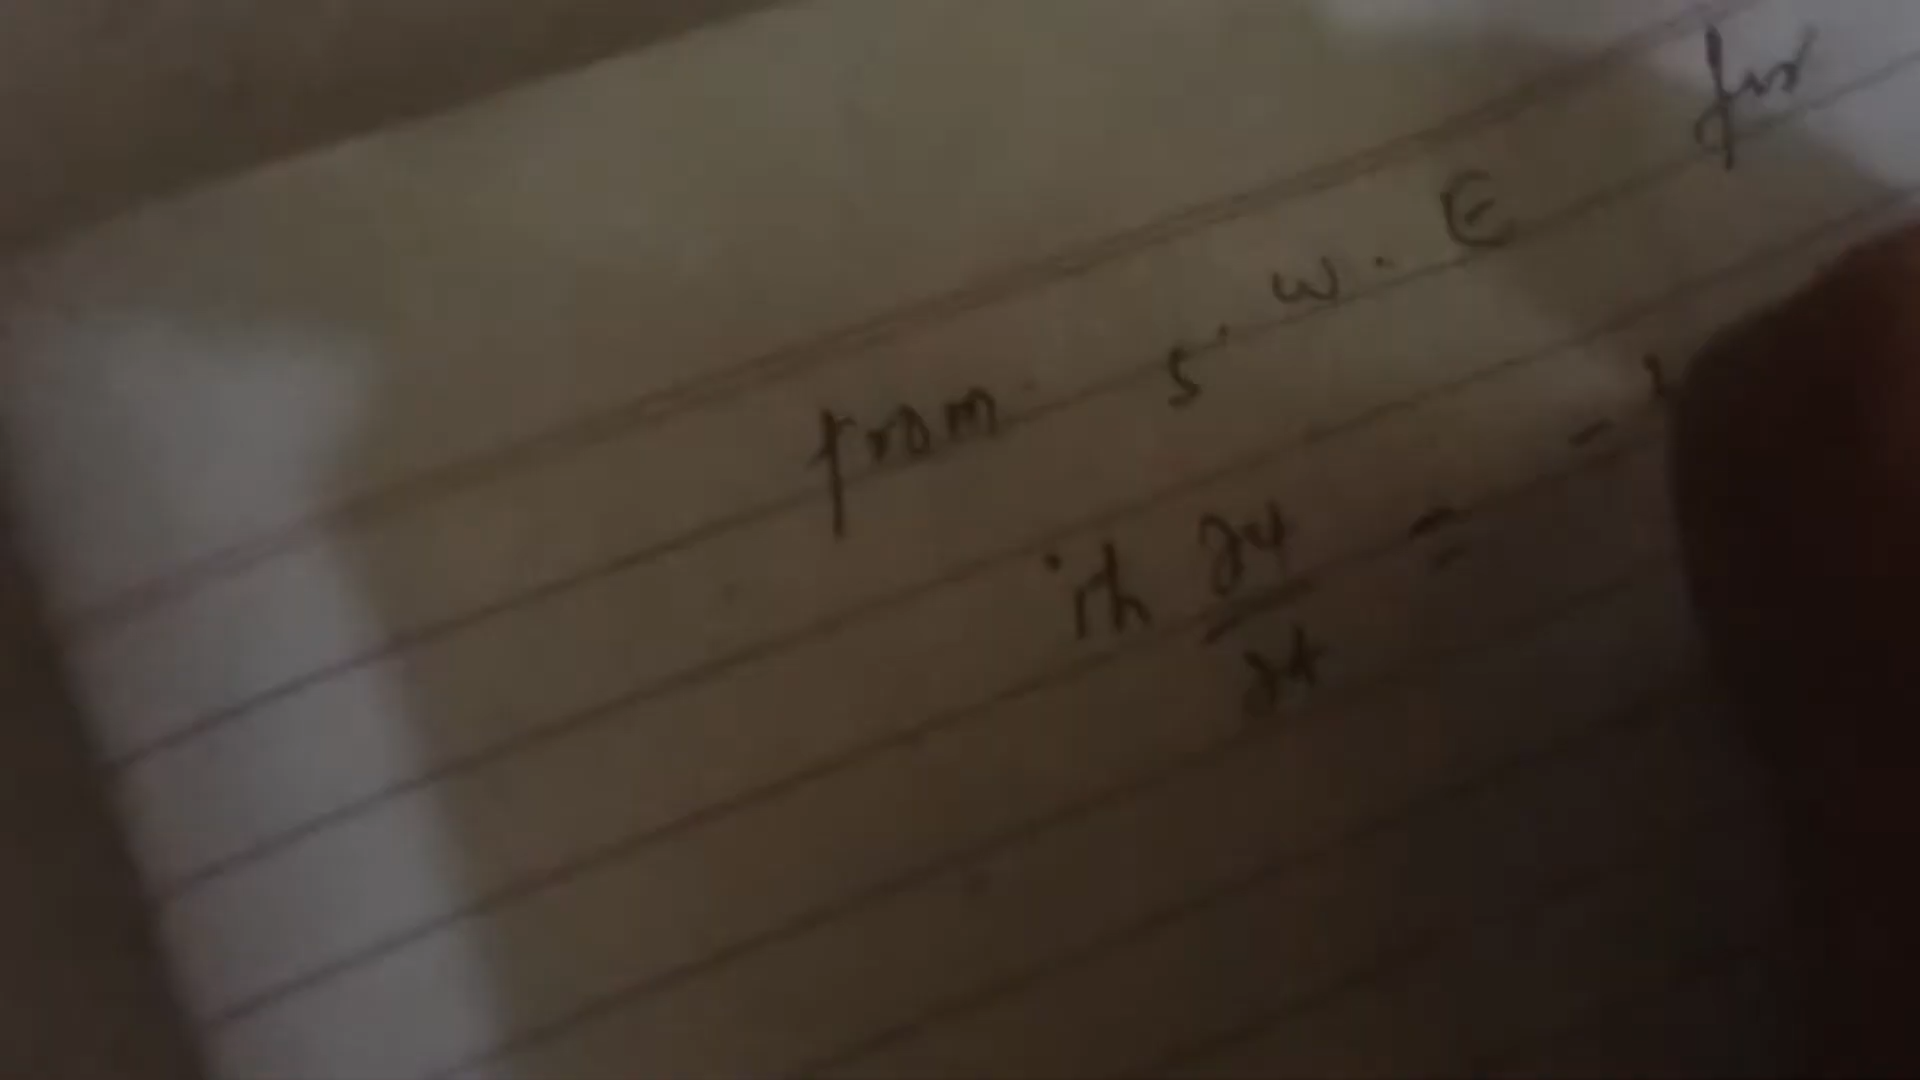 from S.W.E for
iħ ∂ψ/∂t = -